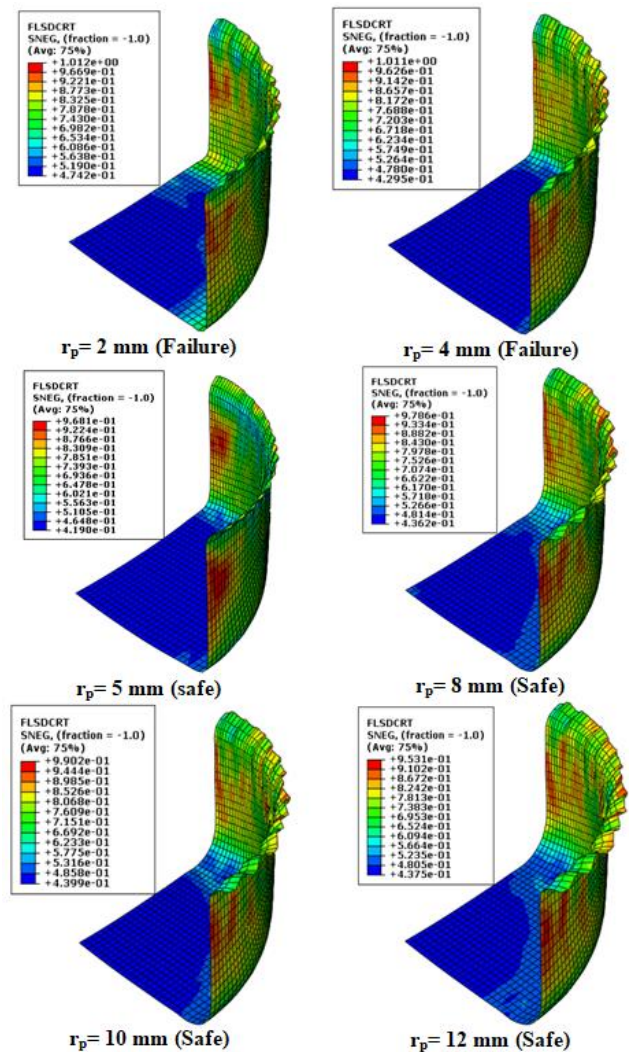 FLSDCRT
SNEG, (fraction = -1.0)
(Avg: 75%)
+1.012e+00
+9.669e-01
+9.221e-01
+8.773e-01
+8.325e-01
+7.878e-01
+7.430e-01
+6.982e-01
+6.534e-01
+6.086e-01
+5.638e-01
+5.190e-01
+4.742e-01
rp= 2 mm (Failure)
FLSDCRT
SNEG, (fraction = -1.0)
(Avg: 75%)
+1.011e+00
+9.626e-01
+9.142e-01
+8.657e-01
+8.172e-01
+7.688e-01
+7.203e-01
+6.718e-01
+6.234e-01
+5.749e-01
+5.264e-01
+4.780e-01
+4.295e-01
rp= 4 mm (Failure)
FLSDCRT
SNEG, (fraction = -1.0)
(Avg: 75%)
+9.681e-01
+9.224e-01
+8.766e-01
+8.309e-01
+7.851e-01
+7.393e-01
+6.936e-01
+6.478e-01
+6.021e-01
+5.563e-01
+5.105e-01
+4.648e-01
+4.190e-01
rp= 5 mm (safe)
FLSDCRT
SNEG, (fraction = -1.0)
(Avg: 75%)
+9.786e-01
+9.334e-01
+8.882e-01
+8.430e-01
+7.978e-01
+7.526e-01
+7.074e-01
+6.622e-01
+6.170e-01
+5.718e-01
+5.266e-01
+4.814e-01
+4.362e-01
rp= 8 mm (Safe)
FLSDCRT
SNEG, (fraction = -1.0)
(Avg: 75%)
+9.902e-01
+9.444e-01
+8.985e-01
+8.526e-01
+8.068e-01
+7.609e-01
+7.151e-01
+6.692e-01
+6.233e-01
+5.775e-01
+5.316e-01
+4.858e-01
+4.399e-01
rp= 10 mm (Safe)
FLSDCRT
SNEG, (fraction = -1.0)
(Avg: 75%)
+9.531e-01
+9.102e-01
+8.672e-01
+8.242e-01
+7.813e-01
+7.383e-01
+6.953e-01
+6.524e-01
+6.094e-01
+5.664e-01
+5.235e-01
+4.805e-01
+4.375e-01
rp= 12 mm (Safe)